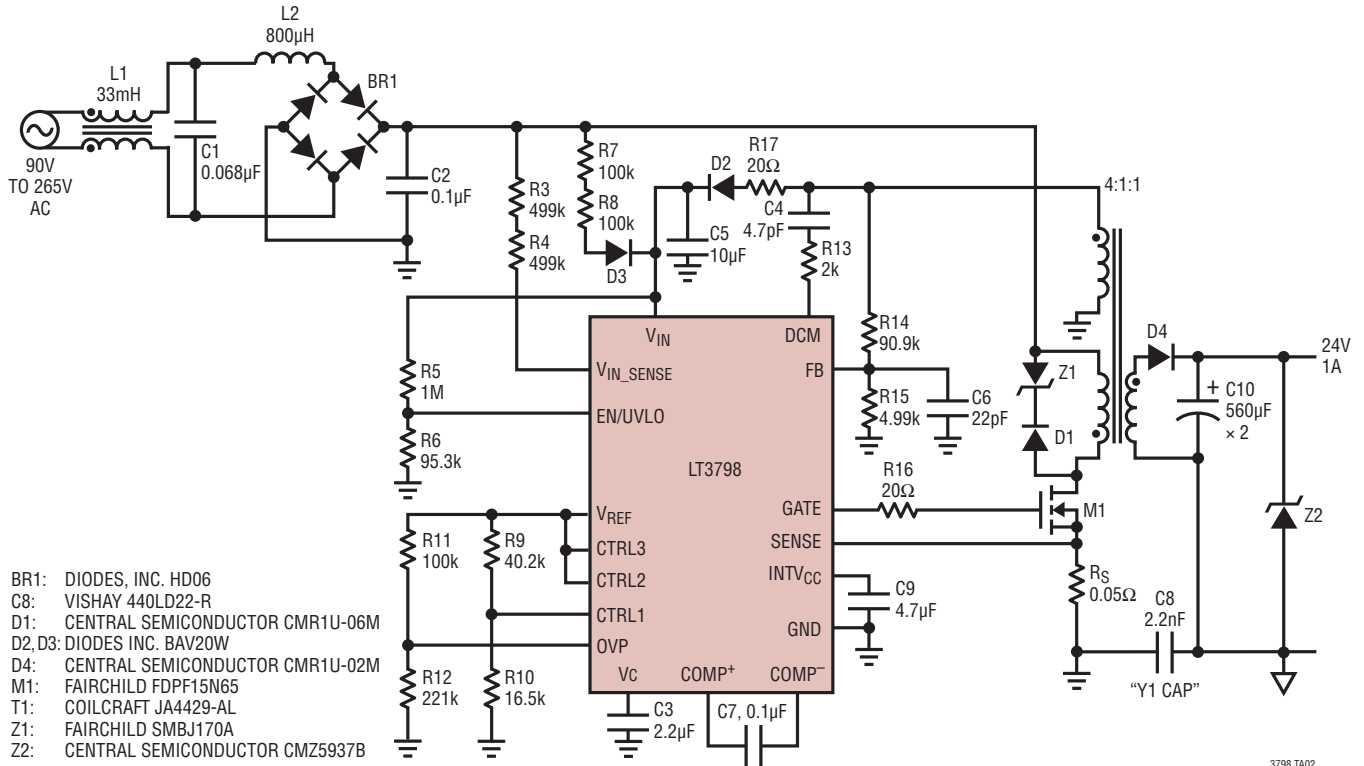 L2
800µH
L1
33mH
BR1
90V
TO 265V
AC
C1
0.068µF
C2
0.1µF
R3
499k
R4
499k
R7
100k
R8
100k
D3
D2
R17
20Ω
C5
10µF
C4
4.7pF
R13
2k
4:1:1
R5
1M
R6
95.3k
VIN
DCM
VIN_SENSE
FB
EN/UVLO
R14
90.9k
R15
4.99k
C6
22pF
Z1
D1
D4
24V
1A
+ C10
560µF
× 2
LT3798
R16
20Ω
GATE
M1
Z2
VREF
SENSE
CTRL3
CTRL2
INTVCC
CTRL1
GND
OVP
VC
COMP+
COMP–
R11
100k
R9
40.2k
R12
221k
R10
16.5k
C3
2.2µF
C7, 0.1µF
C9
4.7µF
RS
0.05Ω
C8
2.2nF
"Y1 CAP"
BR1: DIODES, INC. HD06
C8: VISHAY 440LD22-R
D1: CENTRAL SEMICONDUCTOR CMR1U-06M
D2,D3: DIODES INC. BAV20W
D4: CENTRAL SEMICONDUCTOR CMR1U-02M
M1: FAIRCHILD FDPF15N65
T1: COILCRAFT JA4429-AL
Z1: FAIRCHILD SMBJ170A
Z2: CENTRAL SEMICONDUCTOR CMZ5937B
3798 TA02